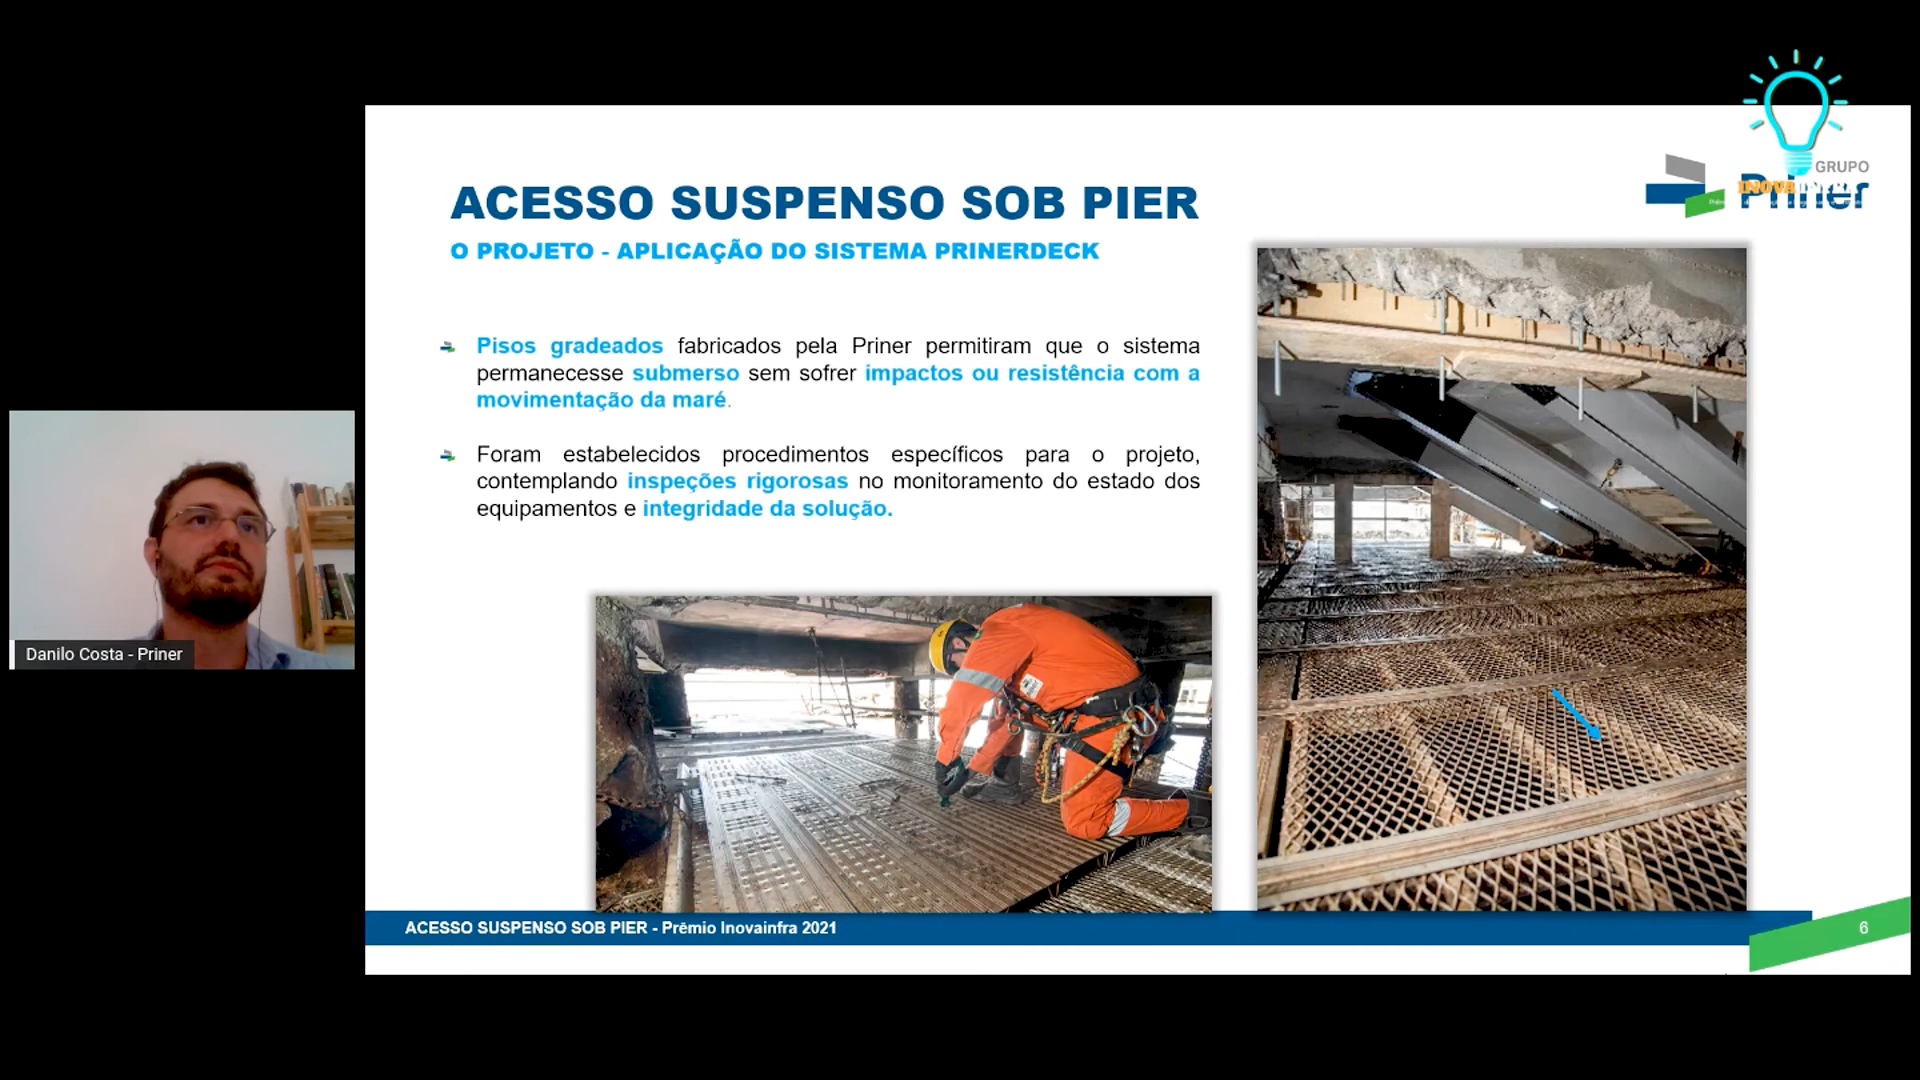 GRUPO
Priner
INOVA
ACESSO SUSPENSO SOB PIER
O PROJETO - APLICAÇÃO DO SISTEMA PRINERDECK
Pisos gradeados fabricados pela Priner permitiram que o sistema
permanecesse submerso sem sofrer impactos ou resistência com a
movimentação da maré.
Foram estabelecidos procedimentos específicos para o projeto,
contemplando inspeções rigorosas no monitoramento do estado dos
equipamentos e integridade da solução.
Danilo Costa - Priner
ACESSO SUSPENSO SOB PIER - Prêmio Inovainfra 2021
6